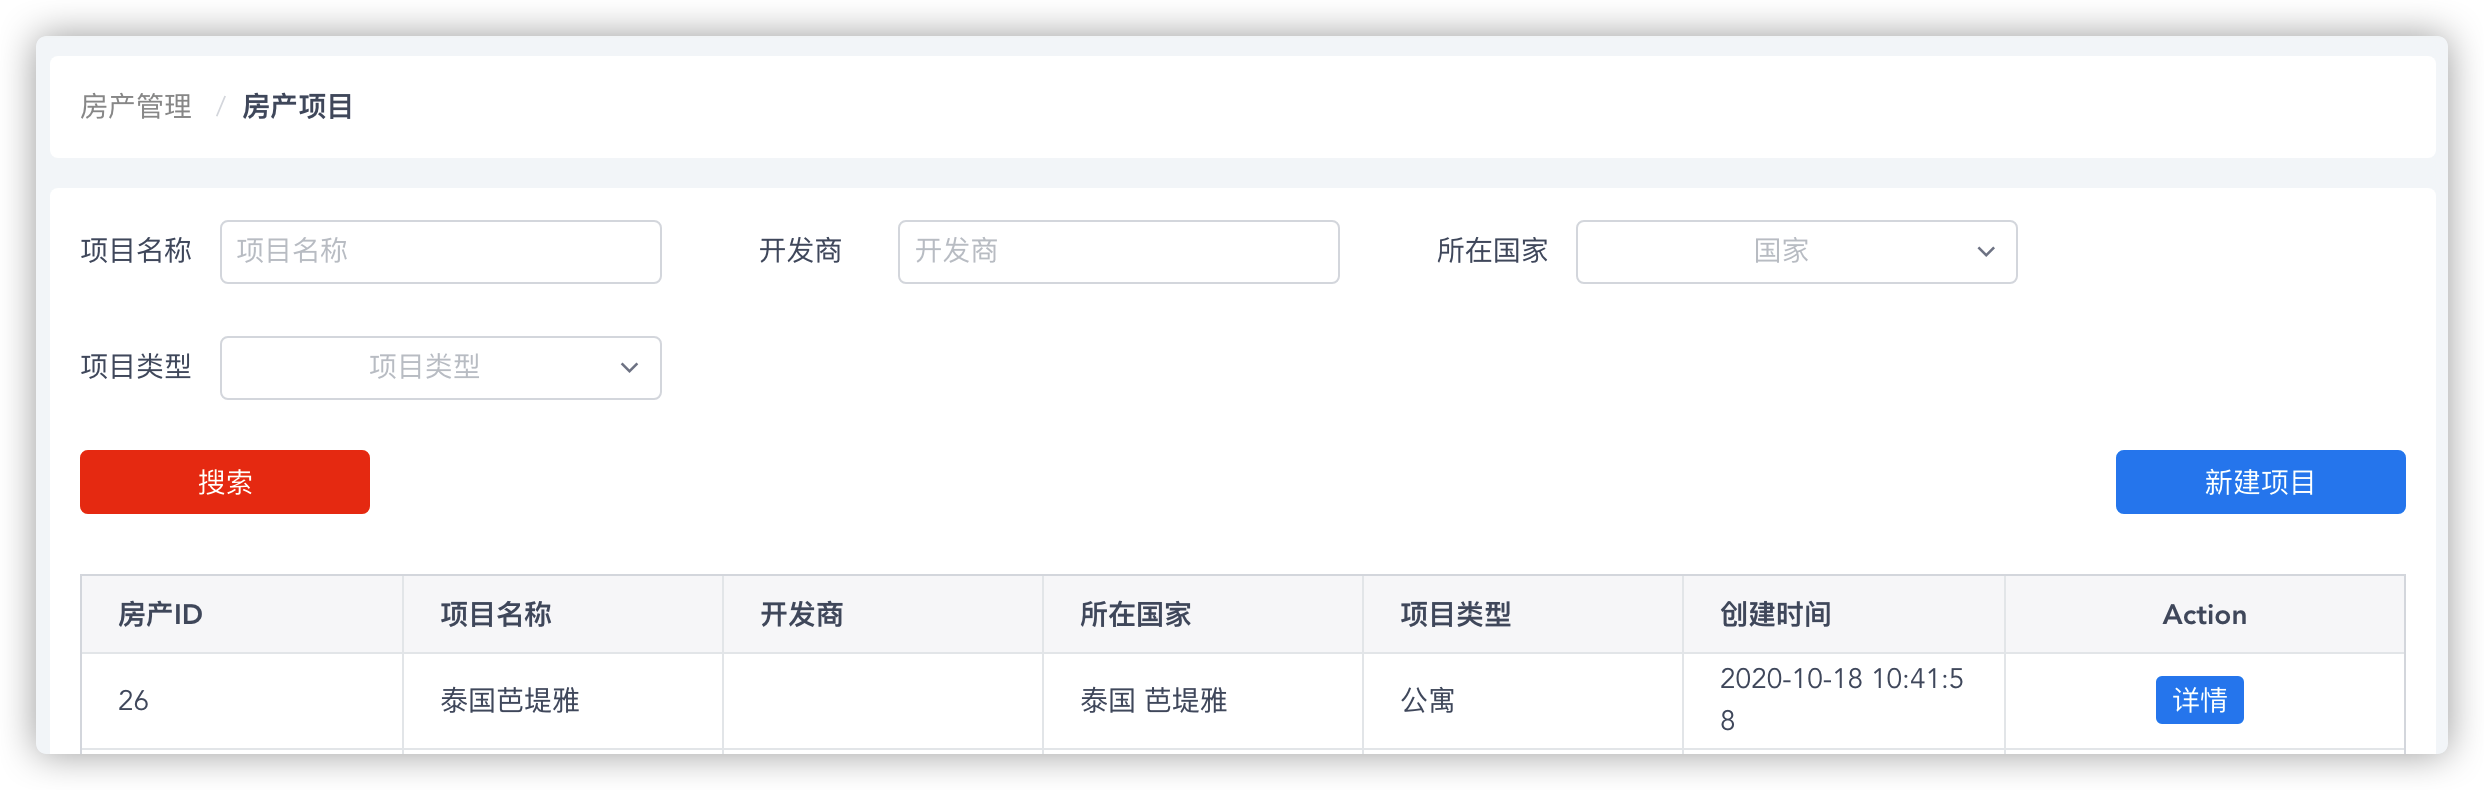 房产管理 / 房产项目
项目名称 项目名称 开发商 开发商 所在国家 国家
项目类型 项目类型
搜索 新建项目
房产ID 项目名称 开发商 所在国家 项目类型 创建时间 Action
26 泰国芭堤雅 泰国 芭堤雅 公寓 2020-10-18 10:41:5 详情
8